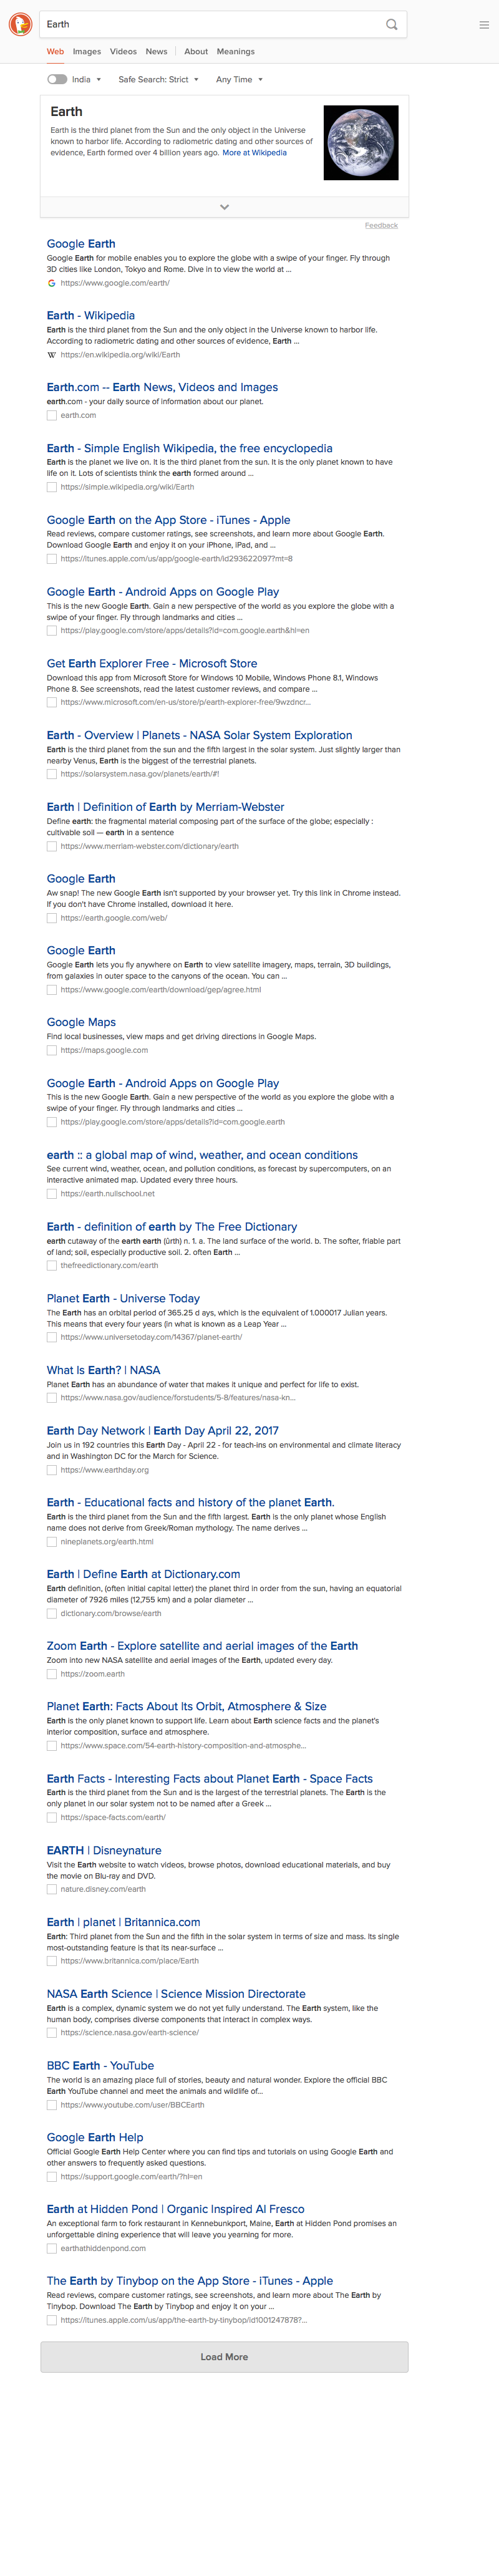 Earth
Web Images Videos News About Meanings
India Safe Search: Strict Any Time
Earth
Earth is the third planet from the Sun and the only object in the Universe
known to harbor life. According to radiometric dating and other sources of
evidence, Earth formed over 4 billion years ago. More at Wikipedia
Feedback
Google Earth
Google Earth for mobile enables you to explore the globe with a swipe of your finger. Fly through
3D cities like London, Tokyo and Rome. Dive in to view the world at ...
https://www.google.com/earth/
Earth - Wikipedia
Earth is the third planet from the Sun and the only object in the Universe known to harbor life.
According to radiometric dating and other sources of evidence, Earth ...
https://en.wikipedia.org/wiki/Earth
Earth.com -- Earth News, Videos and Images
earth.com - your daily source of information about our planet.
earth.com
Earth - Simple English Wikipedia, the free encyclopedia
Earth is the planet we live on. It is the third planet from the sun. It is the only planet known to have
life on it. Lots of scientists think the earth formed around ...
https://simple.wikipedia.org/wiki/Earth
Google Earth on the App Store - iTunes - Apple
Read reviews, compare customer ratings, see screenshots, and learn more about Google Earth.
Download Google Earth and enjoy it on your iPhone, iPad, and ...
https://itunes.apple.com/us/app/google-earth/id293622097?mt=8
Google Earth - Android Apps on Google Play
This is the new Google Earth. Gain a new perspective of the world as you explore the globe with a
swipe of your finger. Fly through landmarks and cities ...
https://play.google.com/store/apps/details?id=com.google.earth&hl=en
Get Earth Explorer Free - Microsoft Store
Download this app from Microsoft Store for Windows 10 Mobile, Windows Phone 8.1, Windows
Phone 8. See screenshots, read the latest customer reviews, and compare ...
https://www.microsoft.com/en-us/store/p/earth-explorer-free/9wzdncr...
Earth - Overview | Planets - NASA Solar System Exploration
Earth is the third planet from the sun and the fifth largest in the solar system. Just slightly larger than
nearby Venus, Earth is the biggest of the terrestrial planets.
https://solarsystem.nasa.gov/planets/earth/#!
Earth | Definition of Earth by Merriam-Webster
Define earth: the fragmental material composing part of the surface of the globe; especially :
cultivable soil — earth in a sentence
https://www.merriam-webster.com/dictionary/earth
Google Earth
Aw snap! The new Google Earth isn't supported by your browser yet. Try this link in Chrome instead.
If you don't have Chrome installed, download it here.
https://earth.google.com/web/
Google Earth
Google Earth lets you fly anywhere on Earth to view satellite imagery, maps, terrain, 3D buildings,
from galaxies in outer space to the canyons of the ocean. You can ...
https://www.google.com/earth/download/gep/agree.html
Google Maps
Find local businesses, view maps and get driving directions in Google Maps.
https://maps.google.com
Google Earth - Android Apps on Google Play
This is the new Google Earth. Gain a new perspective of the world as you explore the globe with a
swipe of your finger. Fly through landmarks and cities ...
https://play.google.com/store/apps/details?id=com.google.earth
earth :: a global map of wind, weather, and ocean conditions
See current wind, weather, ocean, and pollution conditions, as forecast by supercomputers, on an
interactive animated map. Updated every three hours.
https://earth.nullschool.net
Earth - definition of earth by The Free Dictionary
earth cutaway of the earth earth (ûrth) n. 1. a. The land surface of the world. b. The softer, friable part
of land; soil, especially productive soil. 2. often Earth ...
thefreedictionary.com/earth
Planet Earth - Universe Today
The Earth has an orbital period of 365.25 d ays, which is the equivalent of 1.000017 Julian years.
This means that every four years (in what is known as a Leap Year ...
https://www.universetoday.com/14367/planet-earth/
What Is Earth? | NASA
Planet Earth has an abundance of water that makes it unique and perfect for life to exist.
https://www.nasa.gov/audience/forstudents/5-8/features/nasa-kn...
Earth Day Network | Earth Day April 22, 2017
Join us in 192 countries this Earth Day - April 22 - for teach-ins on environmental and climate literacy
and in Washington DC for the March for Science.
https://www.earthday.org
Earth - Educational facts and history of the planet Earth.
Earth is the third planet from the Sun and the fifth largest. Earth is the only planet whose English
name does not derive from Greek/Roman mythology. The name derives ...
nineplanets.org/earth.html
Earth | Define Earth at Dictionary.com
Earth definition, (often initial capital letter) the planet third in order from the sun, having an equatorial
diameter of 7926 miles (12,755 km) and a polar diameter ...
dictionary.com/browse/earth
Zoom Earth - Explore satellite and aerial images of the Earth
Zoom into new NASA satellite and aerial images of the Earth, updated every day.
https://zoom.earth
Planet Earth: Facts About Its Orbit, Atmosphere & Size
Earth is the only planet known to support life. Learn about Earth science facts and the planet's
interior composition, surface and atmosphere.
https://www.space.com/54-earth-history-composition-and-atmosphe...
Earth Facts - Interesting Facts about Planet Earth - Space Facts
Earth is the third planet from the Sun and is the largest of the terrestrial planets. The Earth is the
only planet in our solar system not to be named after a Greek ...
https://space-facts.com/earth/
EARTH | Disneynature
Visit the Earth website to watch videos, browse photos, download educational materials, and buy
the movie on Blu-ray and DVD.
nature.disney.com/earth
Earth | planet | Britannica.com
Earth: Third planet from the Sun and the fifth in the solar system in terms of size and mass. Its single
most-outstanding feature is that its near-surface ...
https://www.britannica.com/place/Earth
NASA Earth Science | Science Mission Directorate
Earth is a complex, dynamic system we do not yet fully understand. The Earth system, like the
human body, comprises diverse components that interact in complex ways.
https://science.nasa.gov/earth-science/
BBC Earth - YouTube
The world is an amazing place full of stories, beauty and natural wonder. Explore the official BBC
Earth YouTube channel and meet the animals and wildlife of...
https://www.youtube.com/user/BBCEarth
Google Earth Help
Official Google Earth Help Center where you can find tips and tutorials on using Google Earth and
other answers to frequently asked questions.
https://support.google.com/earth/?hl=en
Earth at Hidden Pond | Organic Inspired Al Fresco
An exceptional farm to fork restaurant in Kennebunkport, Maine, Earth at Hidden Pond promises an
unforgettable dining experience that will leave you yearning for more.
earthathiddenpond.com
The Earth by Tinybop on the App Store - iTunes - Apple
Read reviews, compare customer ratings, see screenshots, and learn more about The Earth by
Tinybop. Download The Earth by Tinybop and enjoy it on your ...
https://itunes.apple.com/us/app/the-earth-by-tinybop/id1001247878?...
Load More